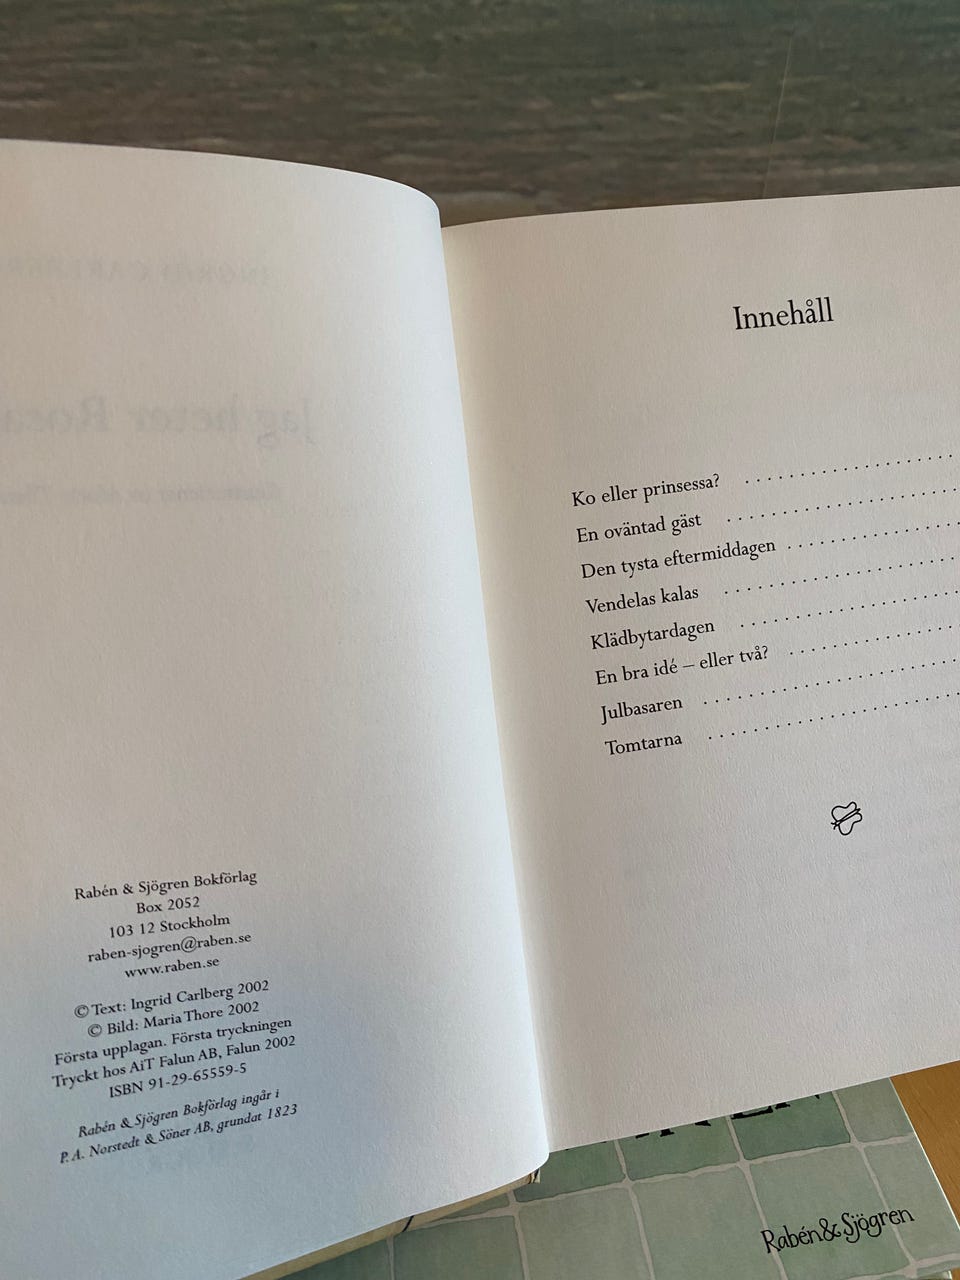 Rabén & Sjögren Bokförlag
Box 2052
103 12 Stockholm
raben-sjogren@raben.se
www.raben.se
© Text: Ingrid Carlberg 2002
© Bild: Maria Thore 2002
Första upplagan. Första tryckningen
Tryckt hos AiT Falun AB, Falun 2002
ISBN 91-29-65559-5
Rabén & Sjögren Bokförlag ingår i
P. A. Norstedt & Söner AB, grundat 1823
Innehåll
Ko eller prinsessa?
En oväntad gäst
Den tysta eftermiddagen
Vendelas kalas
Klädbytardagen
En bra idé – eller två?
Julbasaren
Tomtarna
Rabén&Sjögren